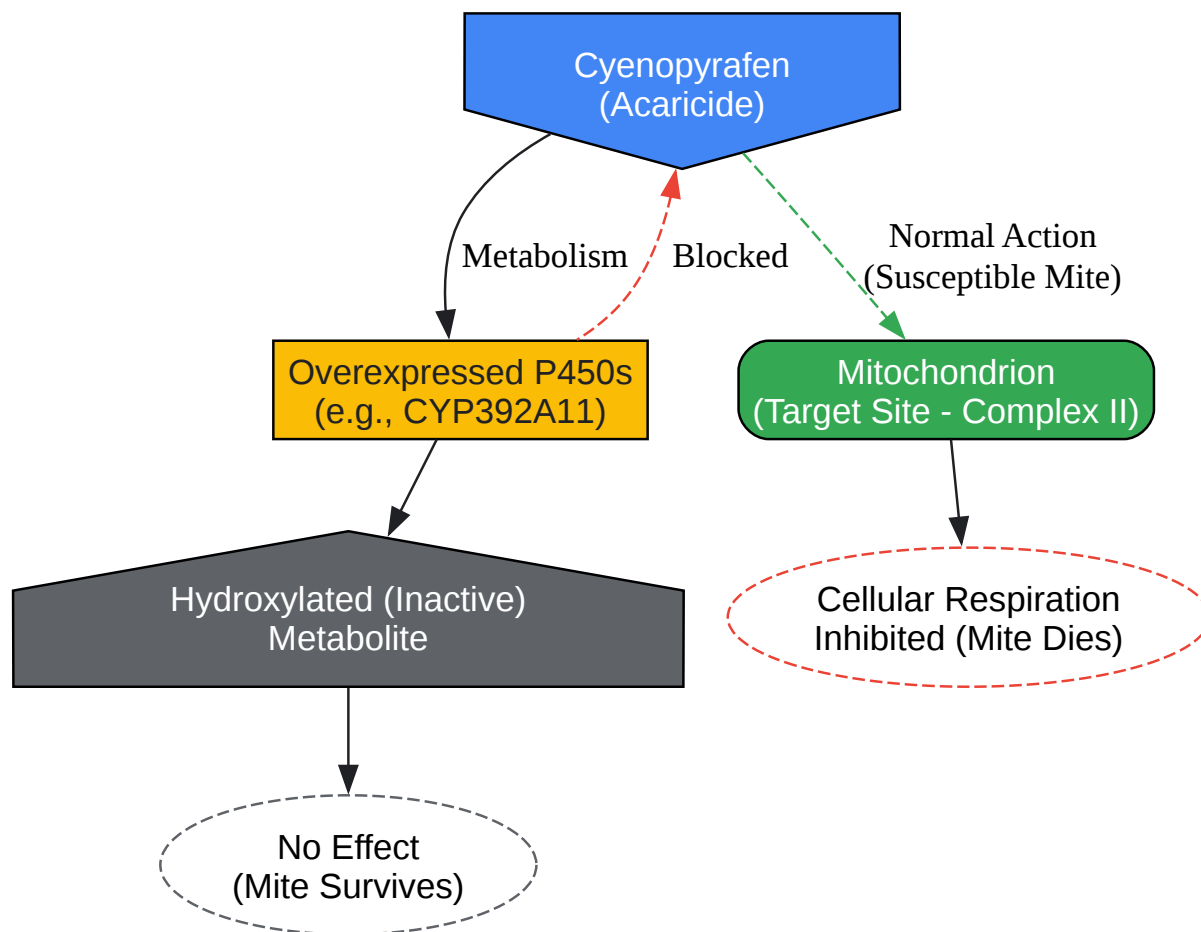 Cyenopyrafen
(Acaricide)
Metabolism
Blocked
Normal Action
(Susceptible Mite)
Overexpressed P450s
(e.g., CYP392A11)
Mitochondrion
(Target Site - Complex II)
Hydroxylated (Inactive)
Metabolite
Cellular Respiration
Inhibited (Mite Dies)
No Effect
(Mite Survives)